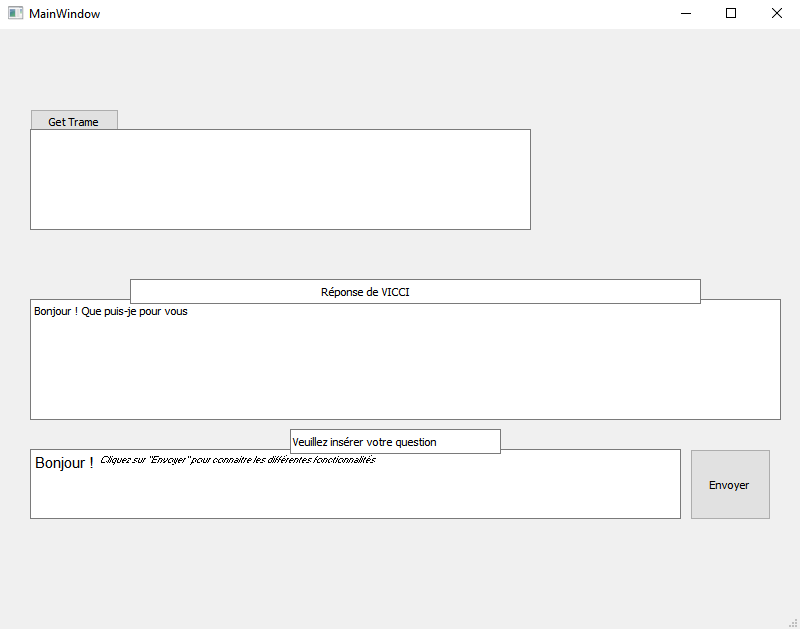 MainWindow
Get Trame
Réponse de VICCI
Bonjour ! Que puis-je pour vous
Veuillez insérer votre question
Bonjour ! Cliquez sur "Envoyer" pour connaitre les différentes fonctionnalités
Envoyer